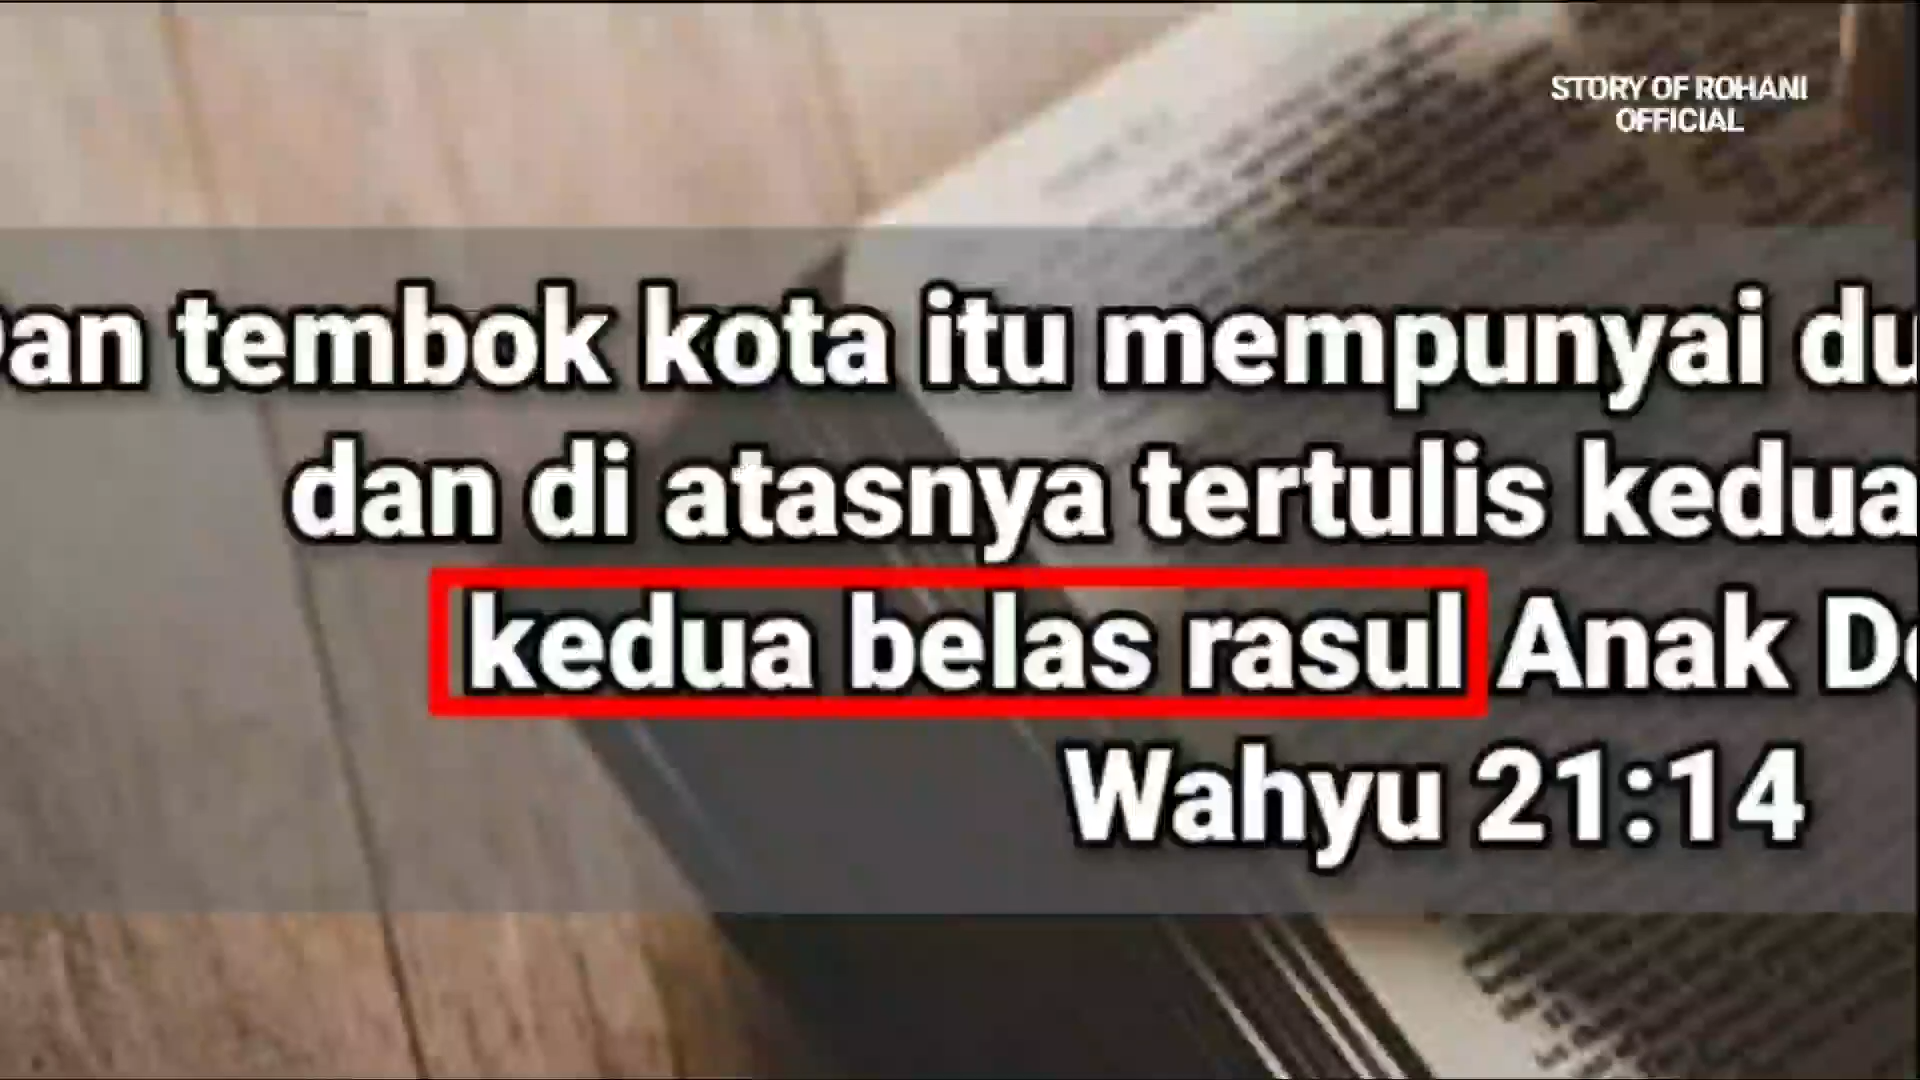 STORY OF ROHANI
OFFICIAL
an tembok kota itu mempunyai du
dan di atasnya tertulis kedua
kedua belas rasul Anak De
Wahyu 21:14